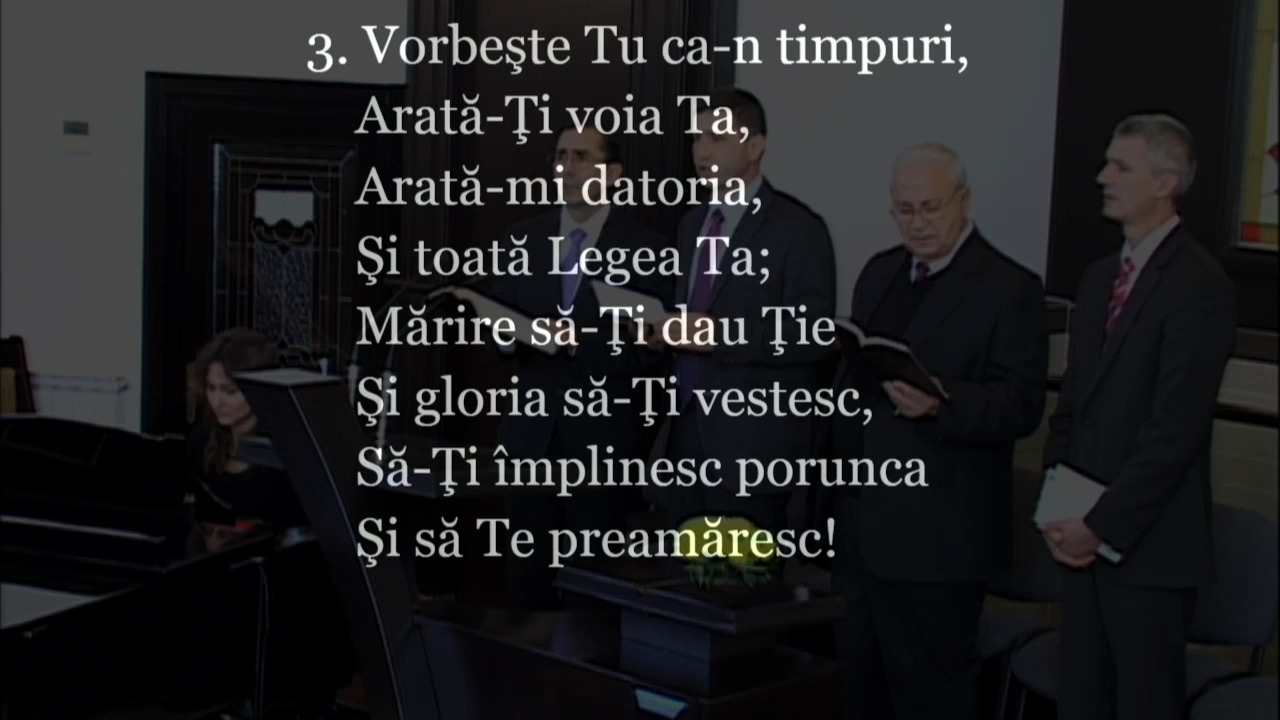 3. Vorbeşte Tu ca-n timpuri,
Arată-Ţi voia Ta,
Arată-mi datoria,
Şi toată Legea Ta;
Mărire să-Ţi dau Ţie
Şi gloria să-Ţi vestesc,
Să-Ţi împlinesc porunca
Şi să Te preamăresc!